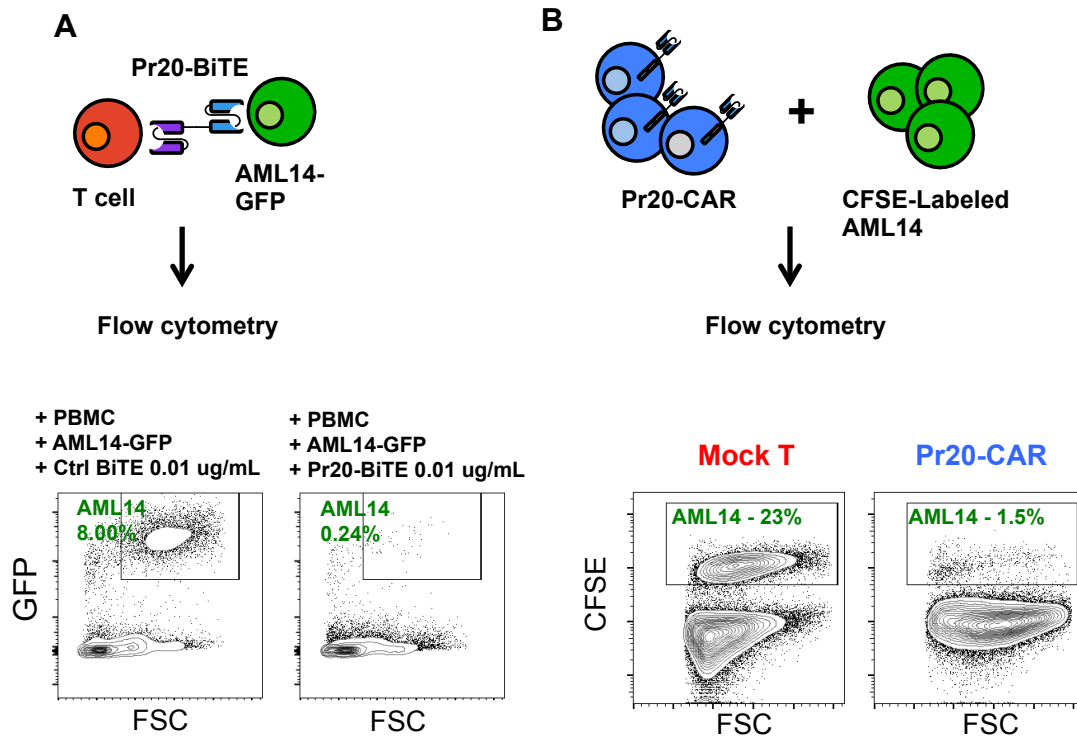 A
Pr20-BiTE
T cell
AML14-
GFP
Flow cytometry
+ PBMC
+ AML14-GFP
+ Ctrl BiTE 0.01 ug/mL
+ PBMC
+ AML14-GFP
+ Pr20-BiTE 0.01 ug/mL
AML14
8.00%
AML14
0.24%
GFP
FSC
FSC
B
+
Pr20-CAR
CFSE-Labeled
AML14
Flow cytometry
Mock T
Pr20-CAR
AML14 - 23%
AML14 - 1.5%
CFSE
FSC
FSC